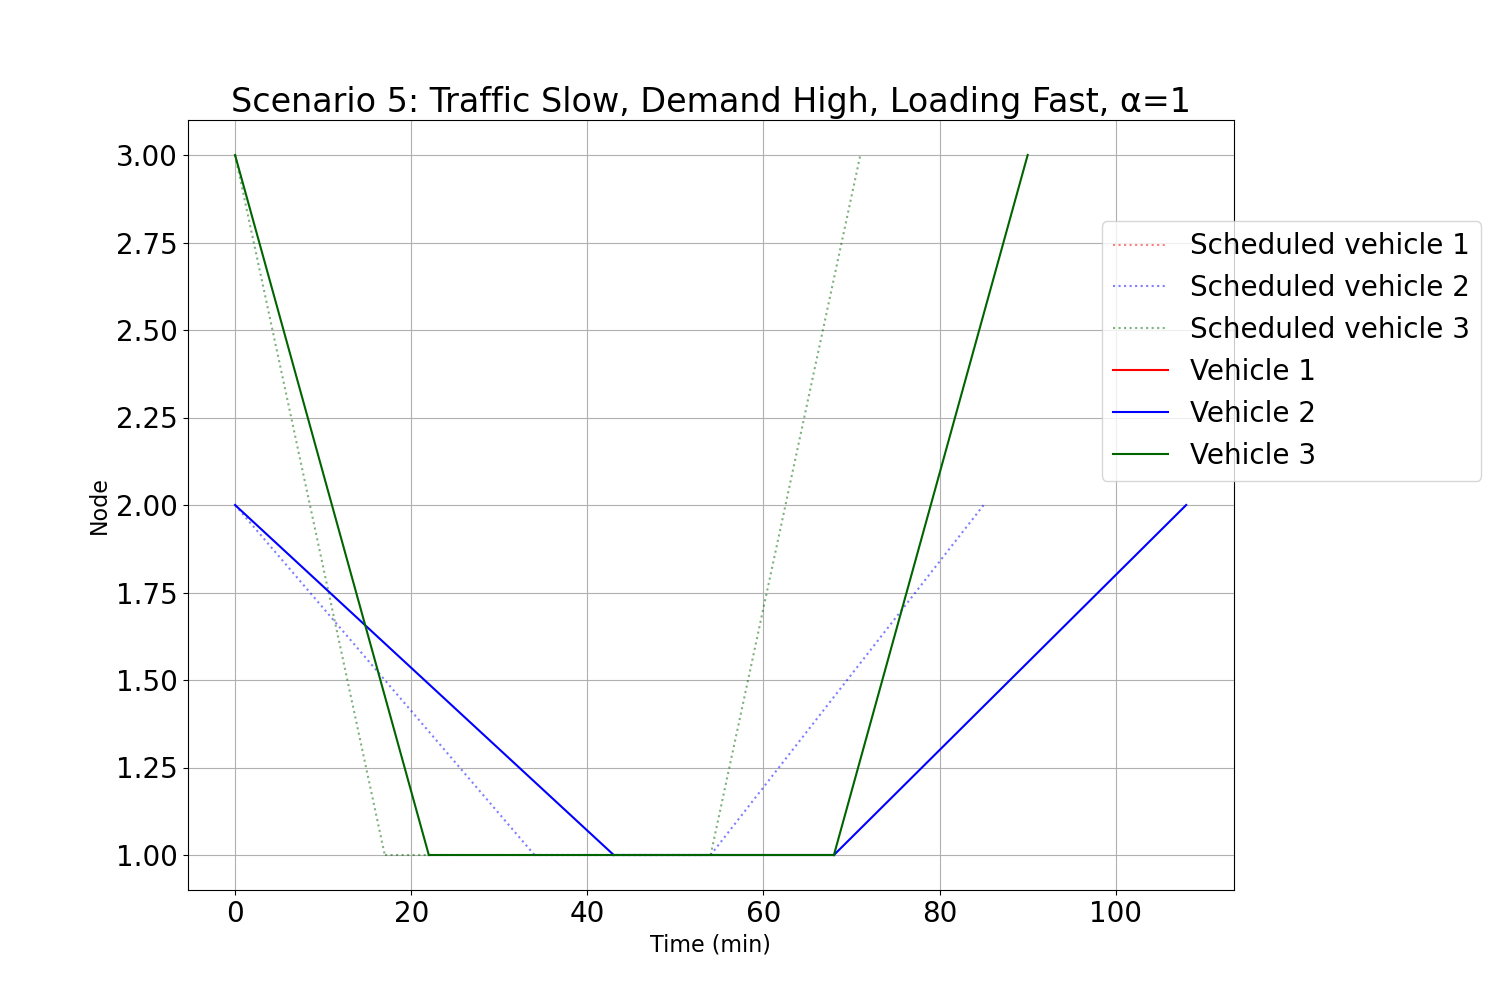 Scenario 5: Traffic Slow, Demand High, Loading Fast, α=1
3.00
2.75
2.50
2.25
2.00
1.75
1.50
1.25
1.00
Node
0 20 40 60 80 100
Time (min)
Scheduled vehicle 1
Scheduled vehicle 2
Scheduled vehicle 3
Vehicle 1
Vehicle 2
Vehicle 3